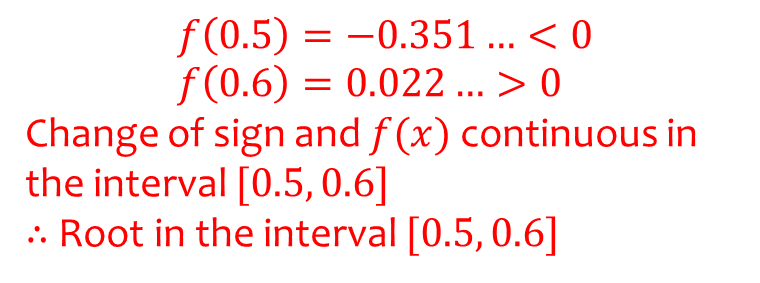 f(0.5) = −0.351 ... < 0
f(0.6) = 0.022 ... > 0
Change of sign and f(x) continuous in
the interval [0.5, 0.6]
∴ Root in the interval [0.5, 0.6]